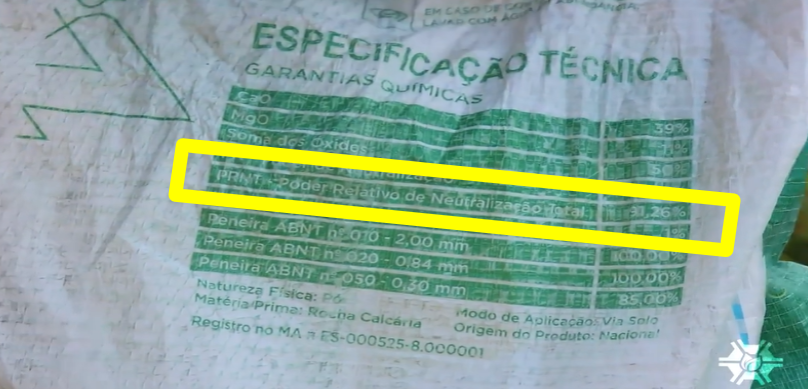 EM CASO DE
LAVAR COM
ESPECIFICAÇÃO TÉCNICA
GARANTIAS QUÍMICAS
CaO 39%
MgO
Soma dos Óxidos
PRNT - Poder Relativo de Neutralização Total 91,26%
Peneira ABNT nº 010 - 2,00 mm 100,00%
Peneira ABNT nº 020 - 0,84 mm 100,00%
Peneira ABNT nº 050 - 0,30 mm 85,00%
Natureza Física: Pó
Modo de Aplicação: Via Solo
Matéria Prima: Rocha Calcária
Origem do Produto: Nacional
Registro no MA = ES-000525-8.000001